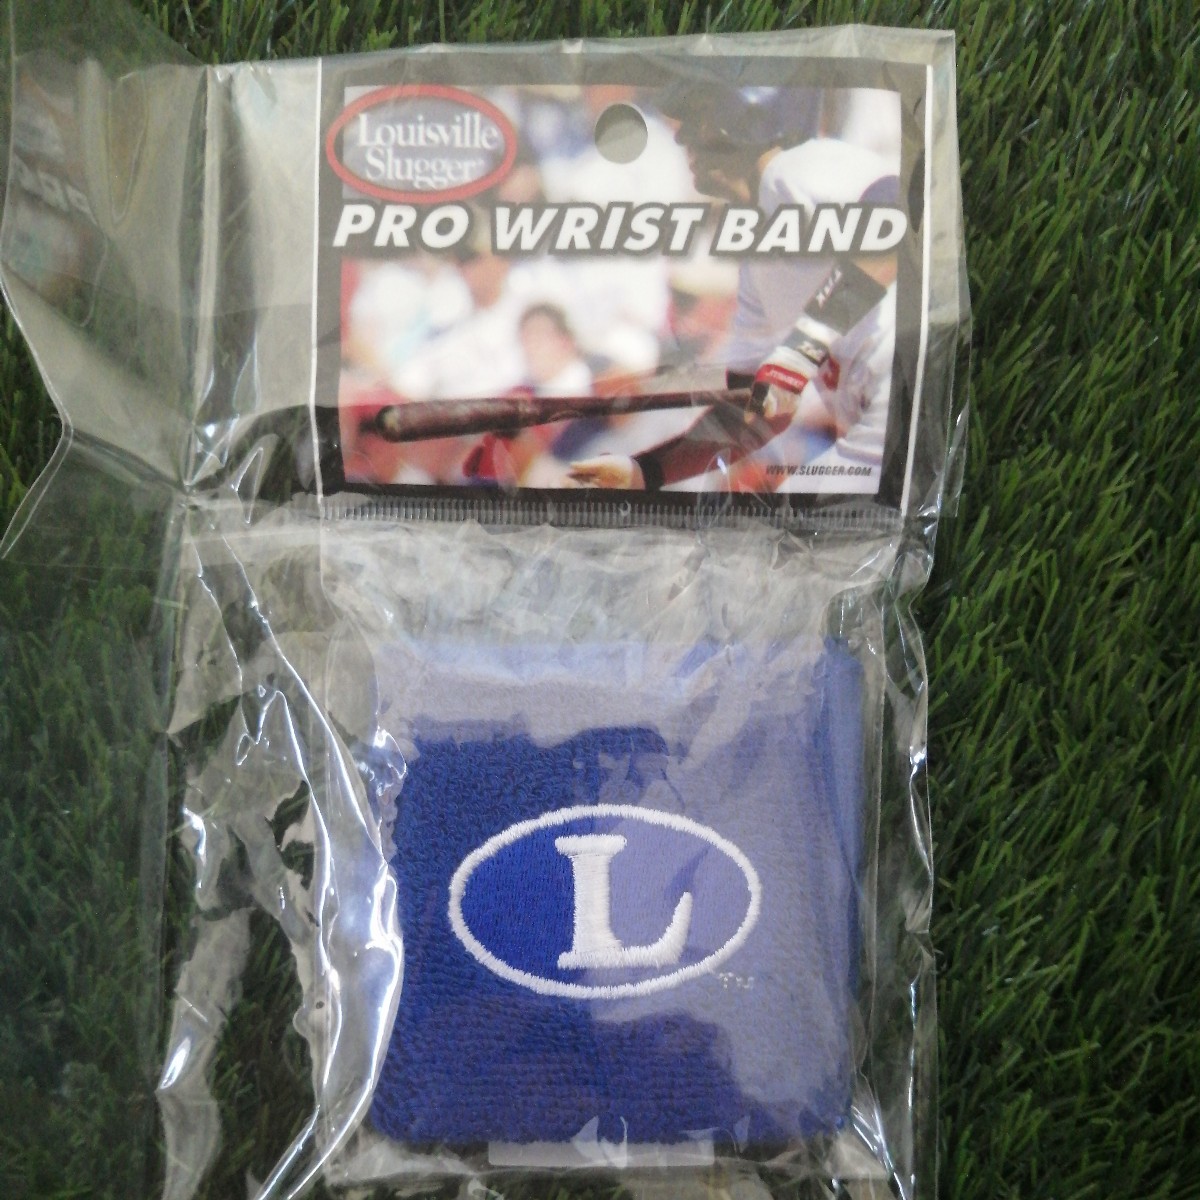 Louisville
Slugger
PRO WRIST BAND
WWW.SLUGGER.COM
L
TM